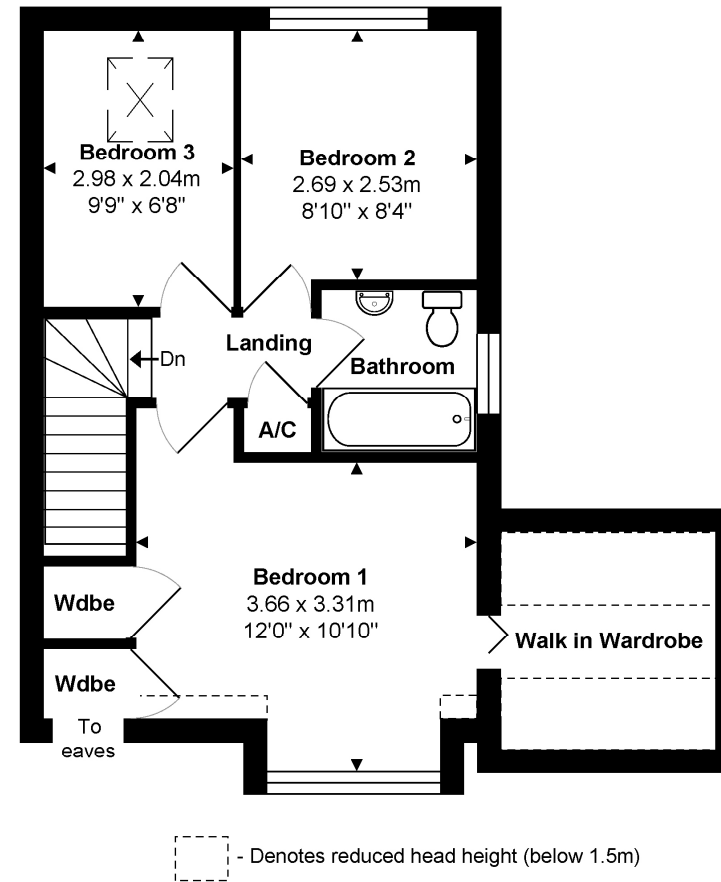 Bedroom 3
2.98 x 2.04m
9'9" x 6'8"
Bedroom 2
2.69 x 2.53m
8'10" x 8'4"
Landing
Dn
Bathroom
A/C
Bedroom 1
3.66 x 3.31m
12'0" x 10'10"
Wdbe
Walk in Wardrobe
Wdbe
To
eaves
- Denotes reduced head height (below 1.5m)